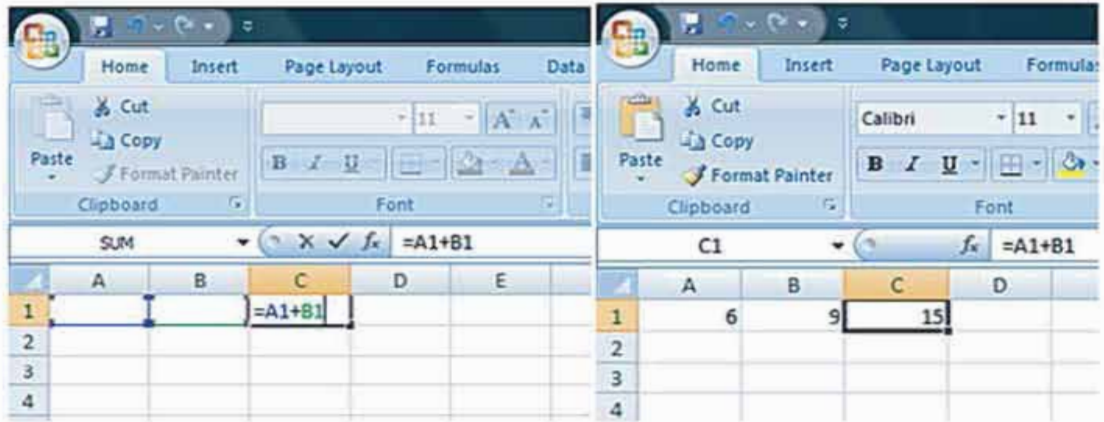 Home Insert Page Layout Formulas Data
Cut
Copy
Format Painter
Paste
11 A A
B I U A
Clipboard Font
SUM fx =A1+B1
A B C D E
1 =A1+B1
2
3
4
Home Insert Page Layout Formulas
Cut
Copy
Format Painter
Paste
Calibri 11
B I U
Clipboard Font
C1 fx =A1+B1
A B C D
1 6 9 15
2
3
4